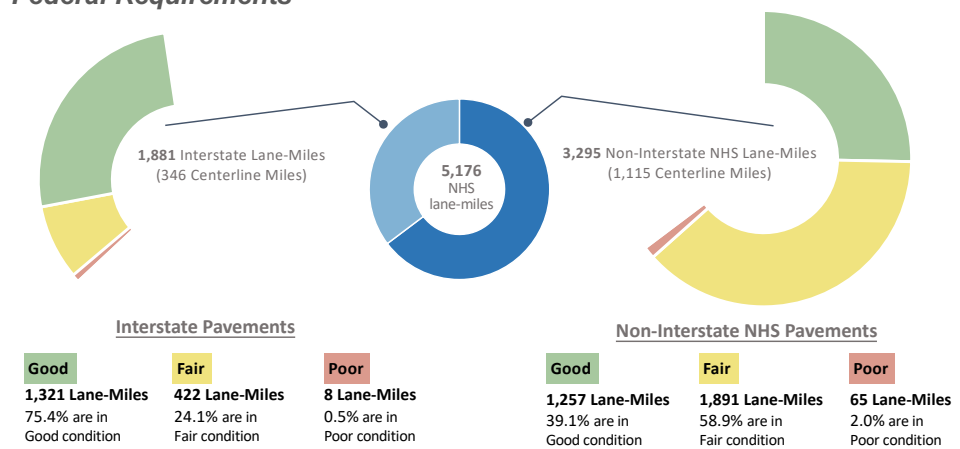 Federal Requirements
1,881 Interstate Lane-Miles
(346 Centerline Miles)
5,176
NHS
lane-miles
3,295 Non-Interstate NHS Lane-Miles
(1,115 Centerline Miles)
Interstate Pavements
Good Fair Poor
1,321 Lane-Miles 422 Lane-Miles 8 Lane-Miles
75.4% are in 24.1% are in 0.5% are in
Good condition Fair condition Poor condition
Non-Interstate NHS Pavements
Good Fair Poor
1,257 Lane-Miles 1,891 Lane-Miles 65 Lane-Miles
39.1% are in 58.9% are in 2.0% are in
Good condition Fair condition Poor condition